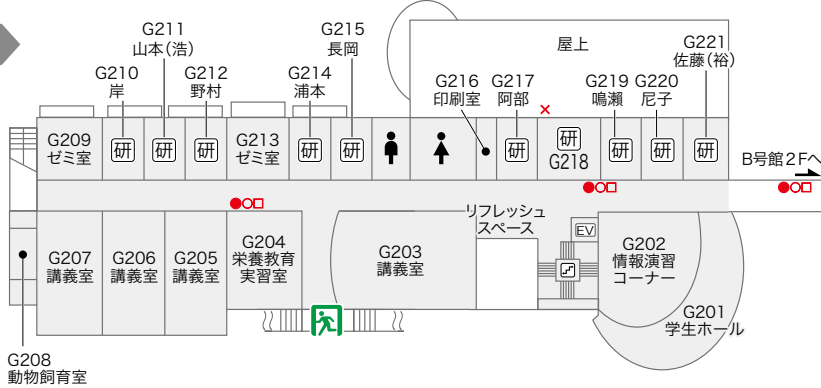 G211
山本（浩）
G215
長岡
屋上
G221
佐藤（裕）
G210
岸
G212
野村
G214
浦本
G216
印刷室
G217
阿部
G219
鳴瀬
G220
尼子
G209
ゼミ室
研
研
研
G213
ゼミ室
研
研
研
研
G218
研
研
研
B号館2Fへ
リフレッシュ
スペース
EV
G207
講義室
G206
講義室
G205
講義室
G204
栄養教育
実習室
G203
講義室
G202
情報演習
コーナー
G201
学生ホール
G208
動物飼育室